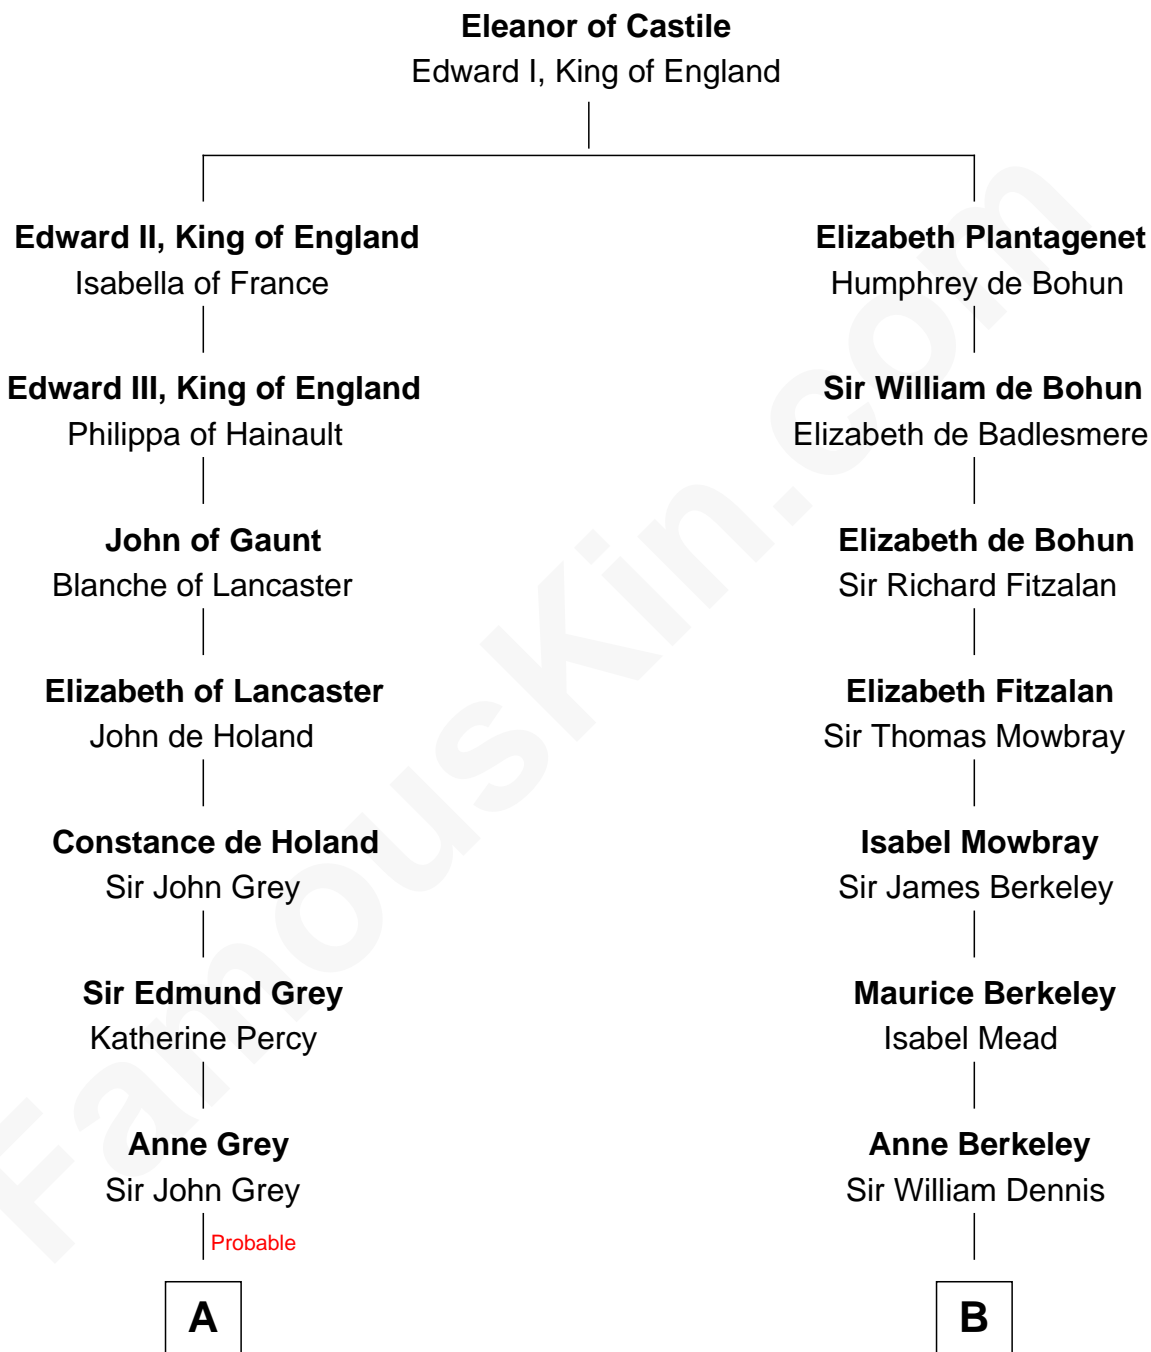 Eleanor of Castile
Edward I, King of England
Edward II, King of England
Isabella of France
Elizabeth Plantagenet
Humphrey de Bohun
Edward III, King of England
Philippa of Hainault
Sir William de Bohun
Elizabeth de Badlesmere
John of Gaunt
Blanche of Lancaster
Elizabeth de Bohun
Sir Richard Fitzalan
Elizabeth of Lancaster
John de Holand
Elizabeth Fitzalan
Sir Thomas Mowbray
Constance de Holand
Sir John Grey
Isabel Mowbray
Sir James Berkeley
Sir Edmund Grey
Katherine Percy
Maurice Berkeley
Isabel Mead
Anne Grey
Sir John Grey
Anne Berkeley
Sir William Dennis
Probable
A
B
FamousKin.com